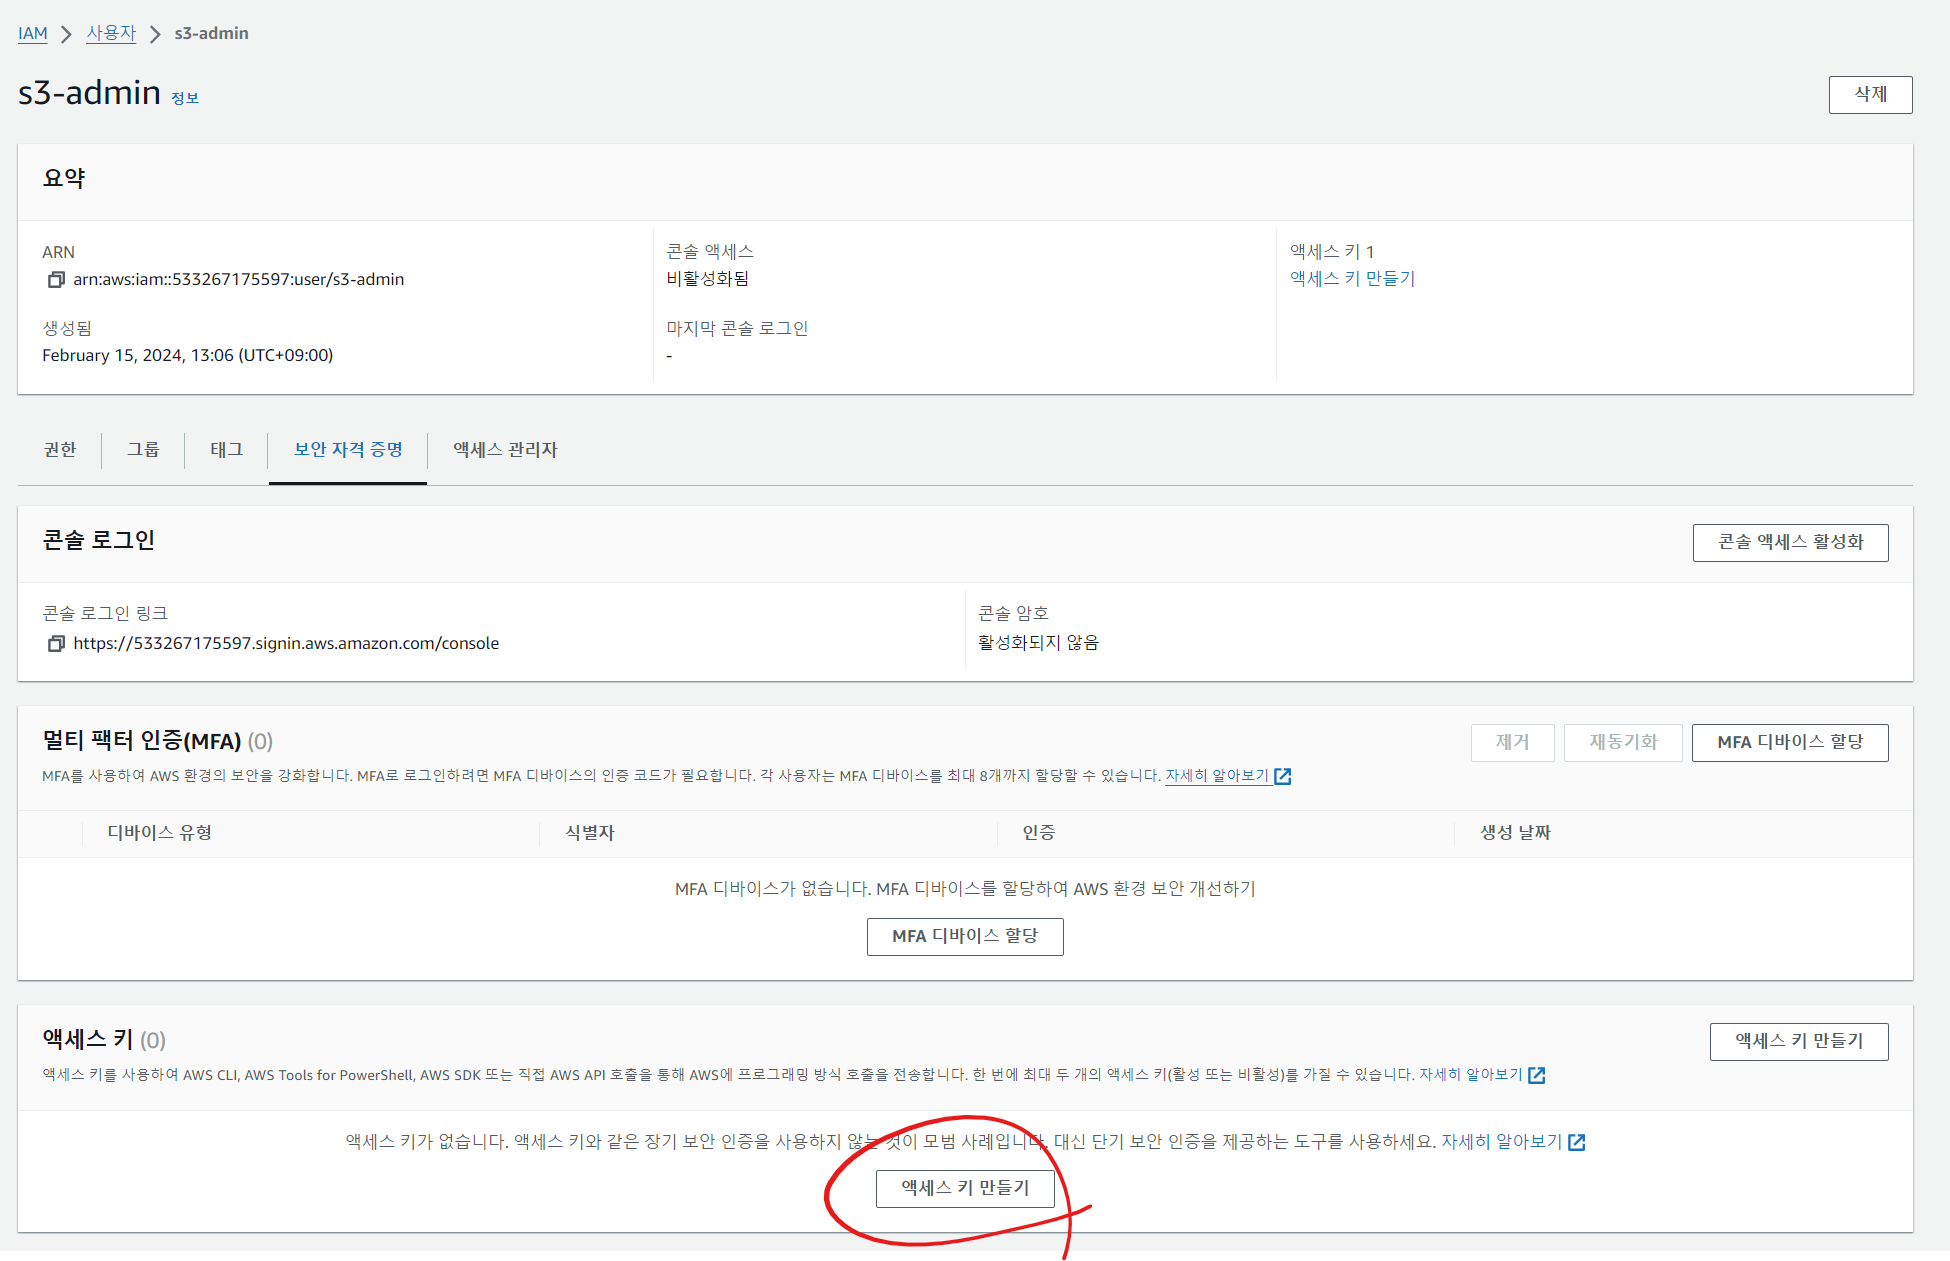 IAM > 사용자 > s3-admin
s3-admin 정보
삭제
요약
ARN
arn:aws:iam::533267175597:user/s3-admin
생성됨
February 15, 2024, 13:06 (UTC+09:00)
콘솔 액세스
비활성화됨
마지막 콘솔 로그인
-
액세스 키 1
액세스 키 만들기
권한 그룹 태그 보안 자격 증명 액세스 관리자
콘솔 로그인
콘솔 액세스 활성화
콘솔 로그인 링크
https://533267175597.signin.aws.amazon.com/console
콘솔 암호
활성화되지 않음
멀티 팩터 인증(MFA) (0)
제거 재동기화 MFA 디바이스 할당
MFA를 사용하여 AWS 환경의 보안을 강화합니다. MFA로 로그인하려면 MFA 디바이스의 인증 코드가 필요합니다. 각 사용자는 MFA 디바이스를 최대 8개까지 할당할 수 있습니다. 자세히 알아보기
디바이스 유형 식별자 인증 생성 날짜
MFA 디바이스가 없습니다. MFA 디바이스를 할당하여 AWS 환경 보안 개선하기
MFA 디바이스 할당
액세스 키 (0)
액세스 키 만들기
액세스 키를 사용하여 AWS CLI, AWS Tools for PowerShell, AWS SDK 또는 직접 AWS API 호출을 통해 AWS에 프로그래밍 방식 호출을 전송합니다. 한 번에 최대 두 개의 액세스 키(활성 또는 비활성)를 가질 수 있습니다. 자세히 알아보기
액세스 키가 없습니다. 액세스 키와 같은 장기 보안 인증을 사용하지 않는 것이 모범 사례입니다. 대신 단기 보안 인증을 제공하는 도구를 사용하세요. 자세히 알아보기
액세스 키 만들기